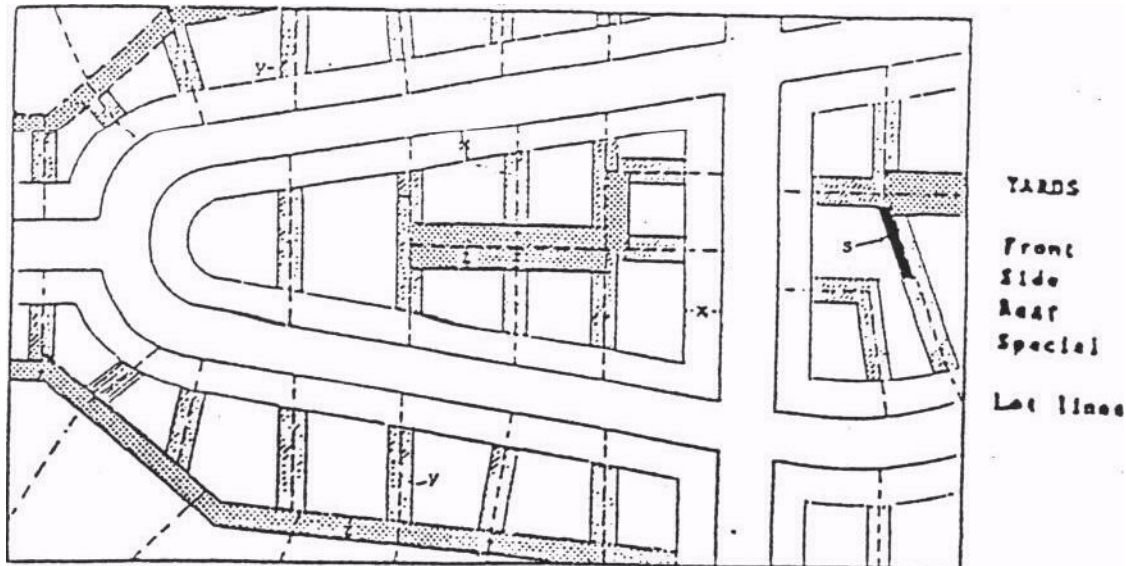 y
x
YARDS
s
z
Front
Side
Rear
x
Special
Lot lines
y